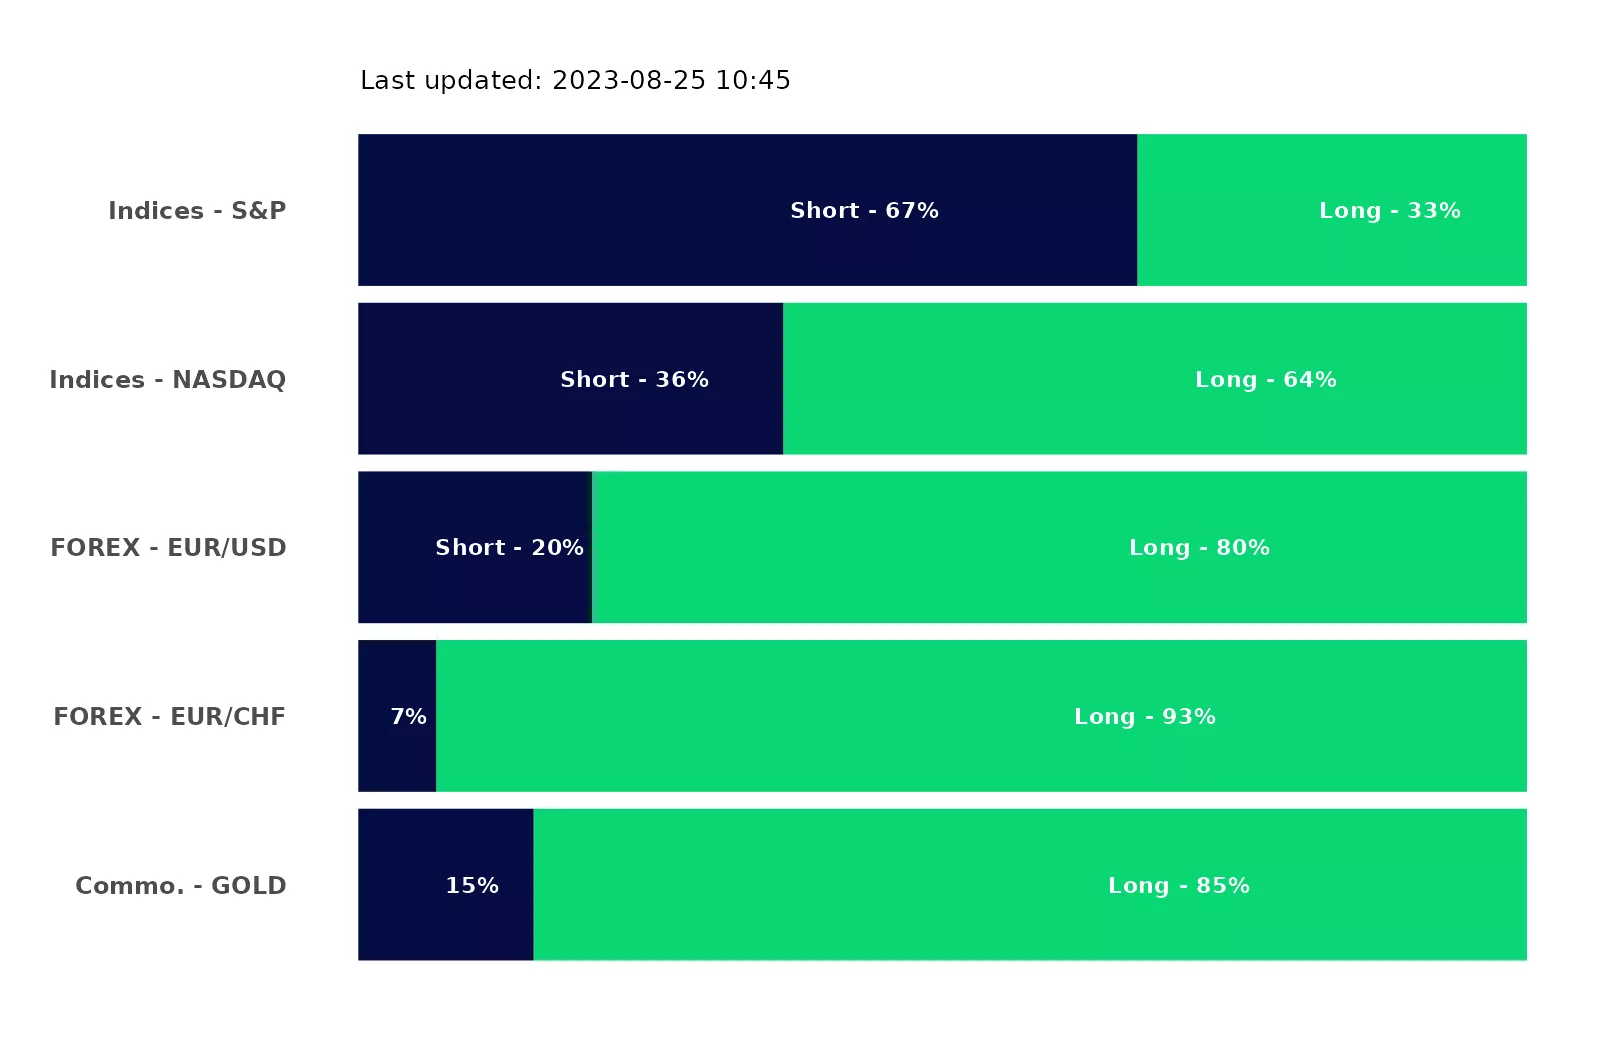 Last updated: 2023-08-25 10:45
Indices - S&P Short - 67% Long - 33%
Indices - NASDAQ Short - 36% Long - 64%
FOREX - EUR/USD Short - 20% Long - 80%
FOREX - EUR/CHF 7% Long - 93%
Commo. - GOLD 15% Long - 85%